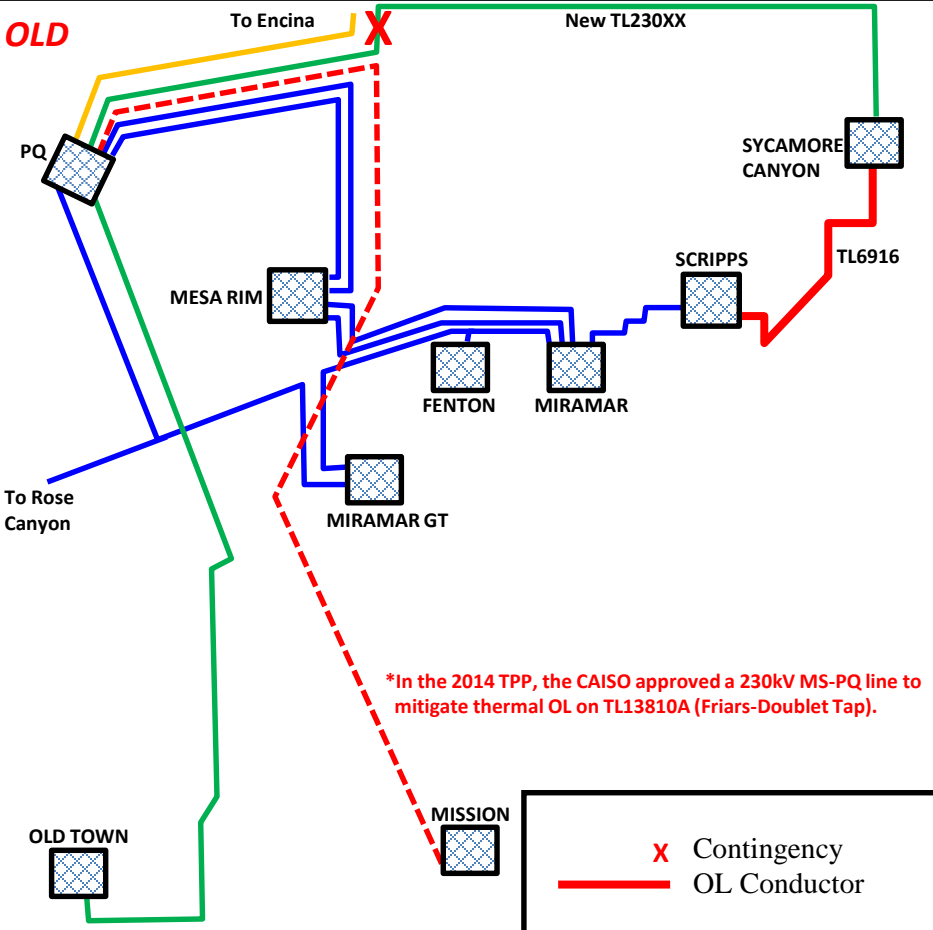 OLD
To Encina
New TL230XX
X
PQ
SYCAMORE
CANYON
SCRIPPS
TL6916
MESA RIM
FENTON
MIRAMAR
To Rose
Canyon
MIRAMAR GT
*In the 2014 TPP, the CAISO approved a 230kV MS-PQ line to
mitigate thermal OL on TL13810A (Friars-Doublet Tap).
MISSION
OLD TOWN
X Contingency
OL Conductor